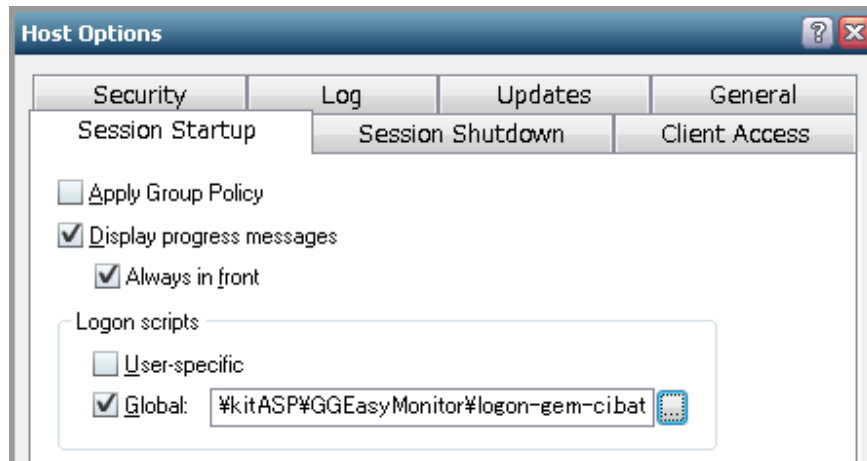 Host Options
Security Log Updates General
Session Startup Session Shutdown Client Access
Apply Group Policy
Display progress messages
Always in front
Logon scripts
User-specific
Global: ¥kitASP¥GGEasyMonitor¥logon-gem-ci.bat ...